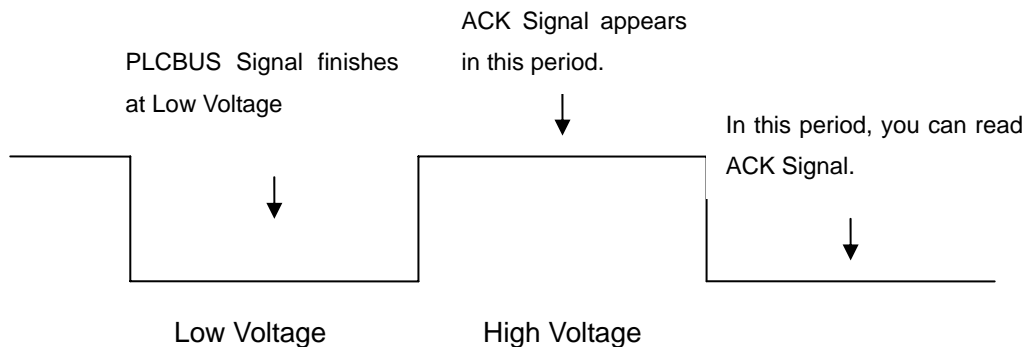 PLCBUS Signal finishes
at Low Voltage
ACK Signal appears
in this period.
In this period, you can read
ACK Signal.
Low Voltage
High Voltage